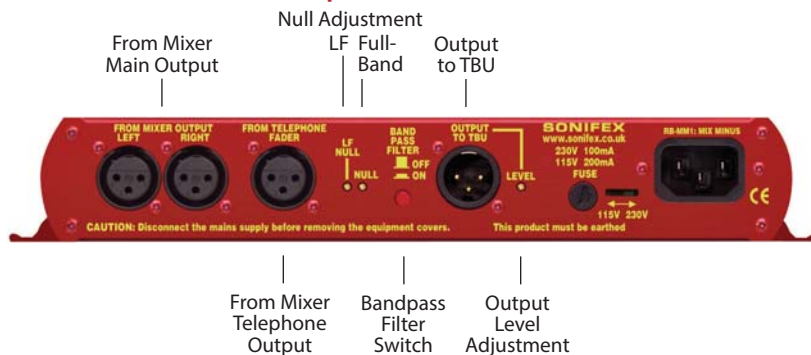 Null Adjustment
From Mixer
Main Output
LF Full-
Band
Output
to TBU
FROM MIXER OUTPUT
LEFT RIGHT
FROM TELEPHONE
FADER
LF
NULL
NULL
BAND
PASS
FILTER
OFF
ON
OUTPUT
TO TBU
LEVEL
SONIFEX
www.sonifex.co.uk
230V 100mA
115V 200mA
FUSE
115V 230V
RB-MM1: MIX MINUS
CE
CAUTION: Disconnect the mains supply before removing the equipment covers.
This product must be earthed
From Mixer
Telephone
Output
Bandpass
Filter
Switch
Output
Level
Adjustment